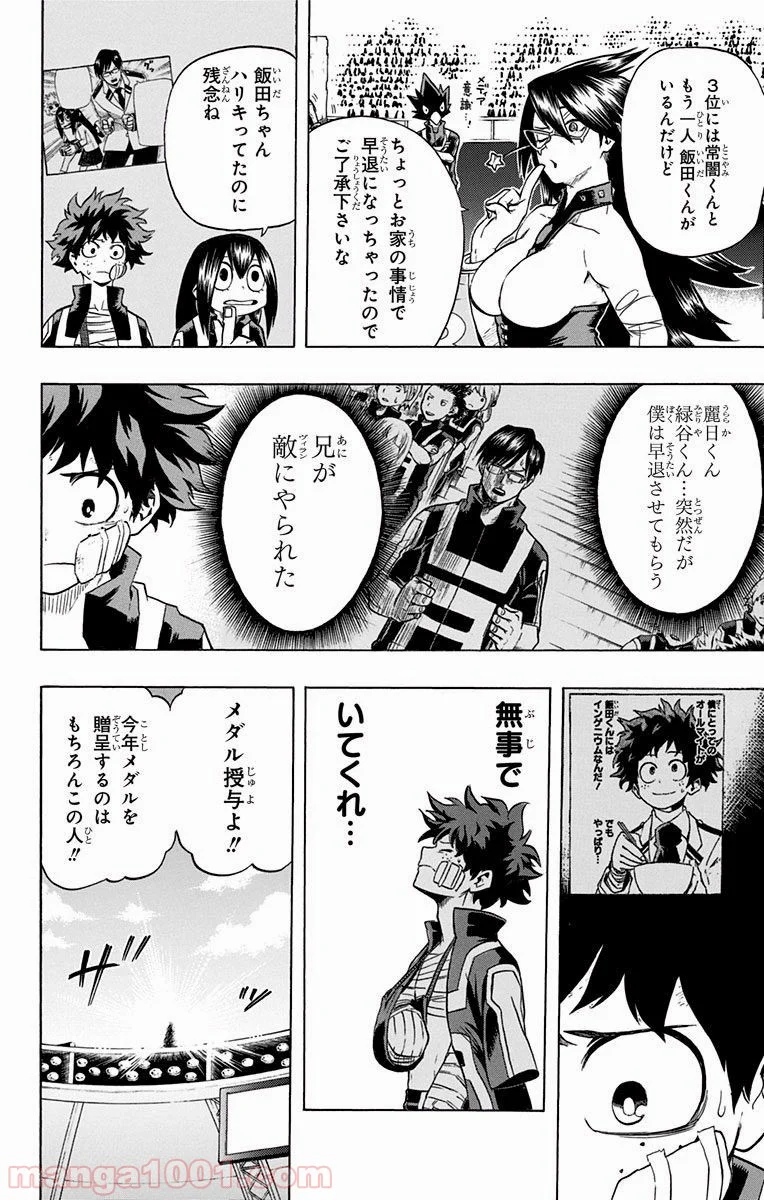 3位には常闇くんと
もう一人飯田くんが
いるんだけど
メディア
意識…
ちょっとお家の事情で
早退になっちゃったので
ご了承下さいな
飯田ちゃん
ハリキってたのに
残念ね
麗日くん
緑谷くん…突然だが
僕は早退させてもらう
兄が
敵にやられた
僕にとっての
オールマイトが
飯田くんには
インゲニウムなんだ!
でも
やっぱり…
無事で
いてくれ…
メダル授与よ!!
今年メダルを
贈呈するのは
もちろんこの人!!
manga1001.com